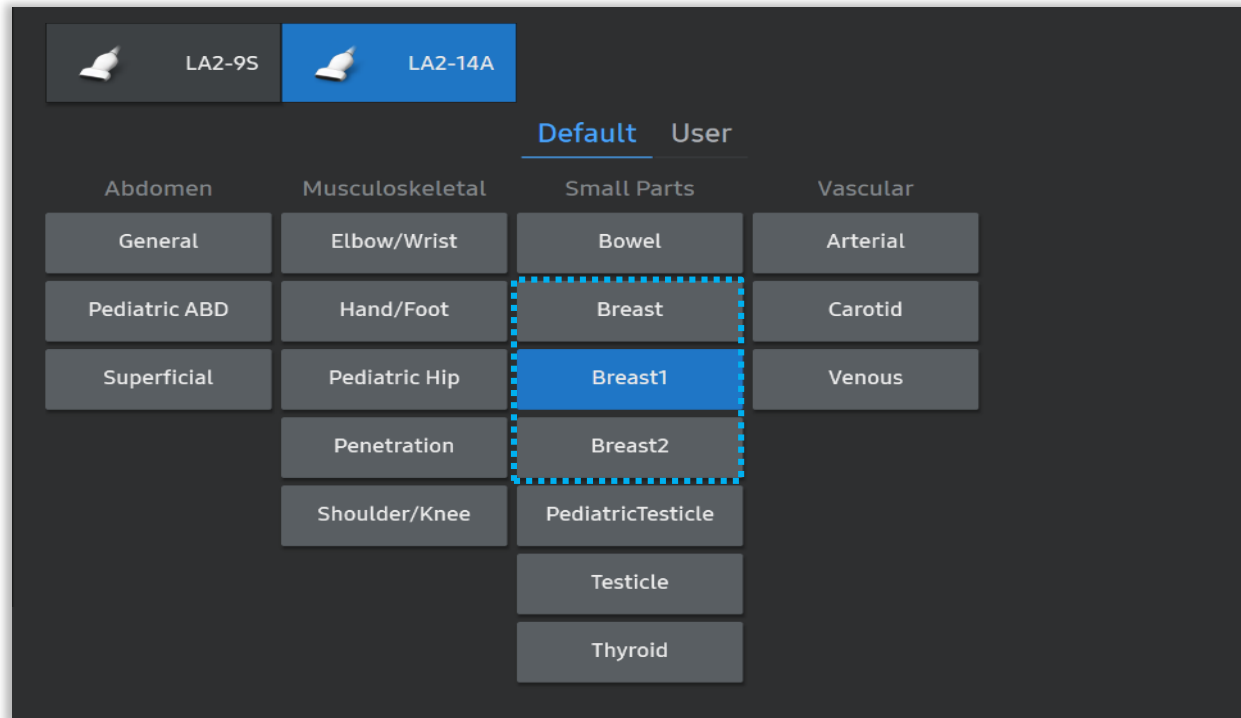 LA2-9S LA2-14A
Default User
Abdomen Musculoskeletal Small Parts Vascular
General Elbow/Wrist Bowel Arterial
Pediatric ABD Hand/Foot Breast Carotid
Superficial Pediatric Hip Breast1 Venous
Penetration Breast2
Shoulder/Knee PediatricTesticle
Testicle
Thyroid